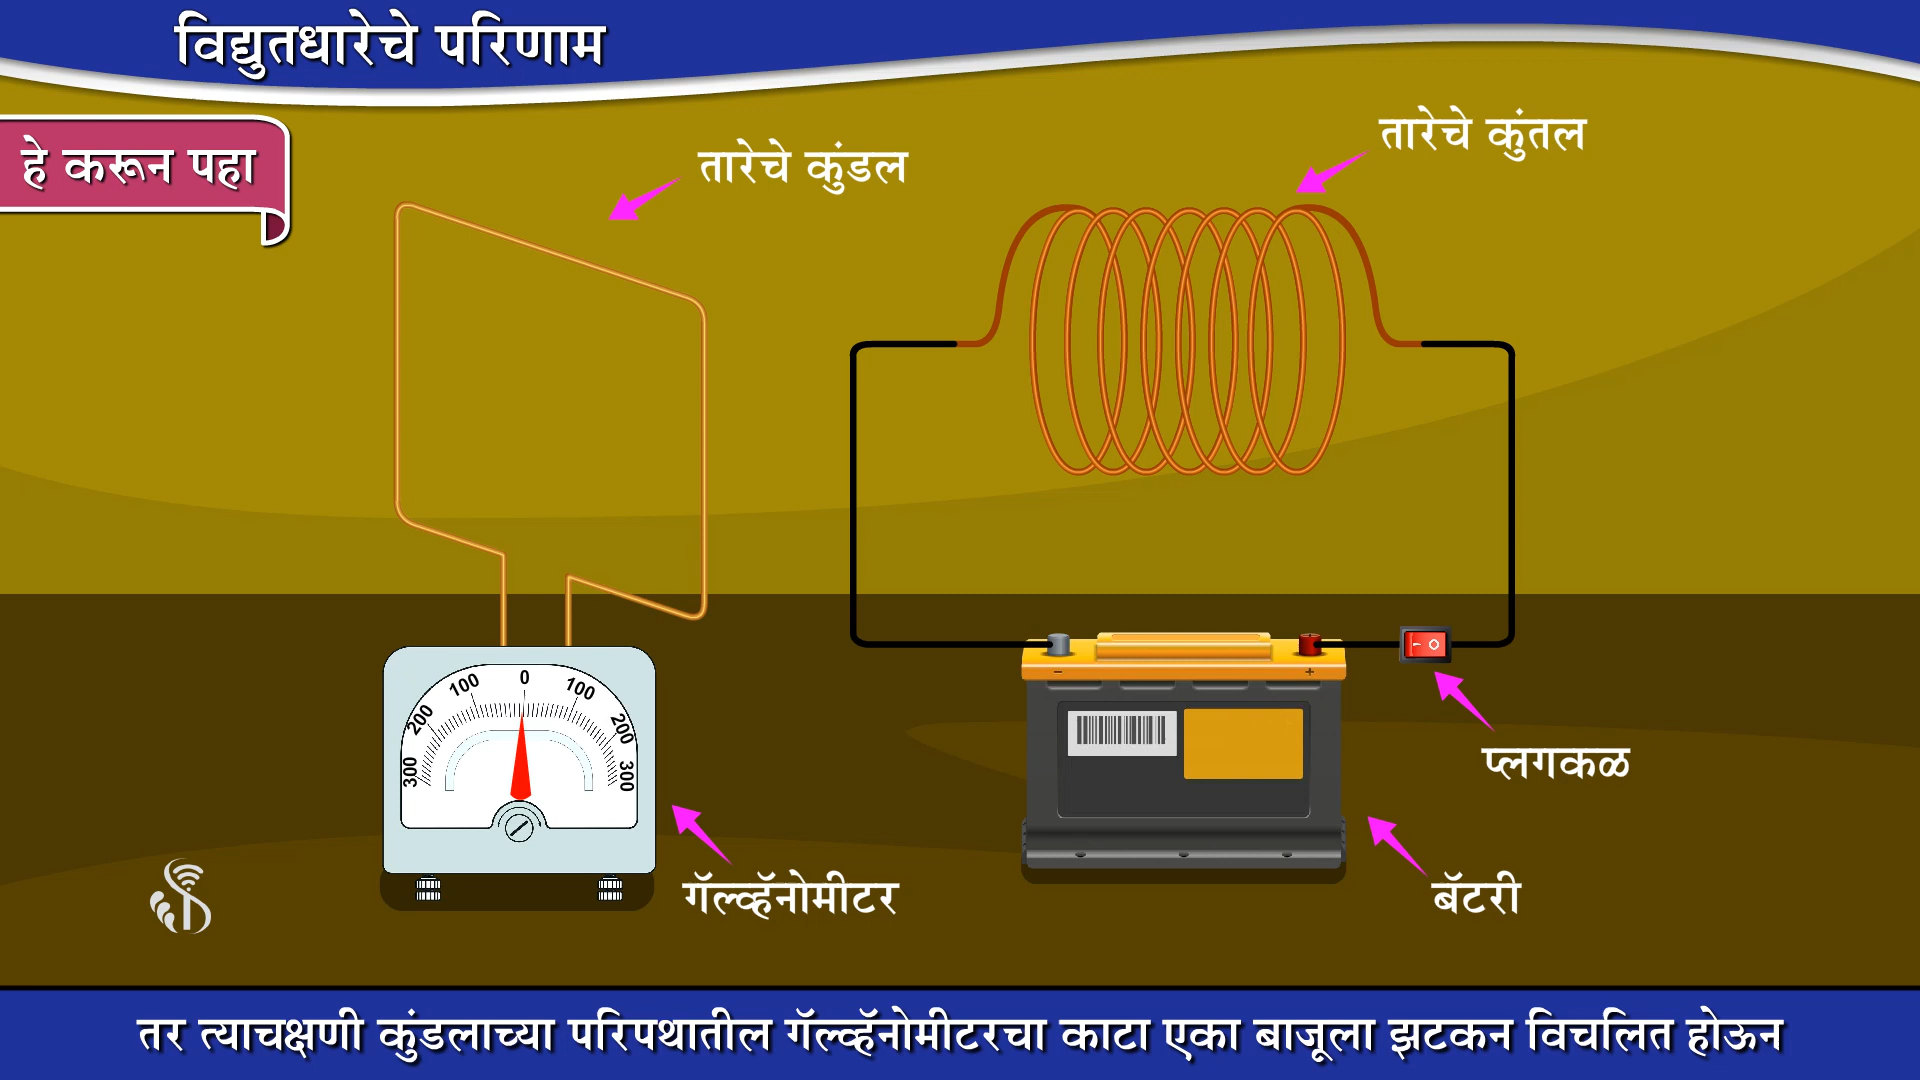 विद्युतधारेचे परिणाम
हे करून पहा
तारेचे कुंडल
तारेचे कुंतल
300 200 100 0 100 200 300
− +
प्लगकळ
गॅल्व्हॅनोमीटर
बॅटरी
तर त्याचक्षणी कुंडलाच्या परिपथातील गॅल्व्हॅनोमीटरचा काटा एका बाजूला झटकन विचलित होऊन